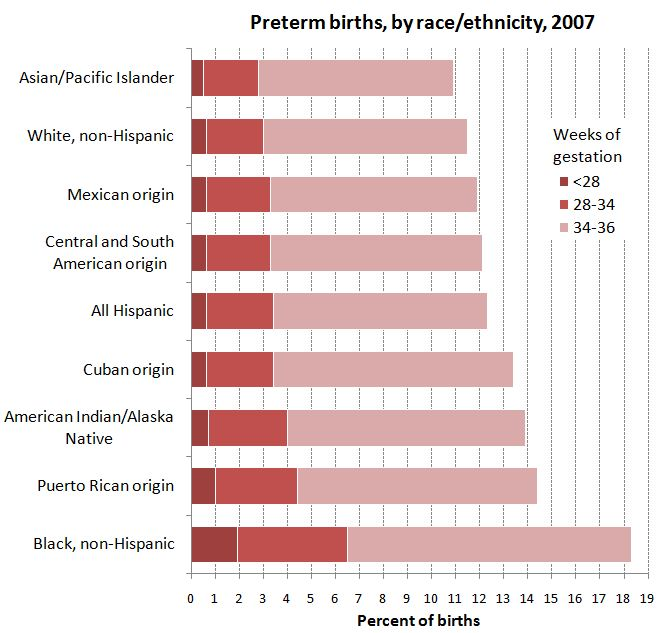 Preterm births, by race/ethnicity, 2007
Asian/Pacific Islander
White, non-Hispanic
Mexican origin
Central and South
American origin
All Hispanic
Cuban origin
American Indian/Alaska
Native
Puerto Rican origin
Black, non-Hispanic
Weeks of
gestation
<28
28-34
34-36
0 1 2 3 4 5 6 7 8 9 10 11 12 13 14 15 16 17 18 19
Percent of births